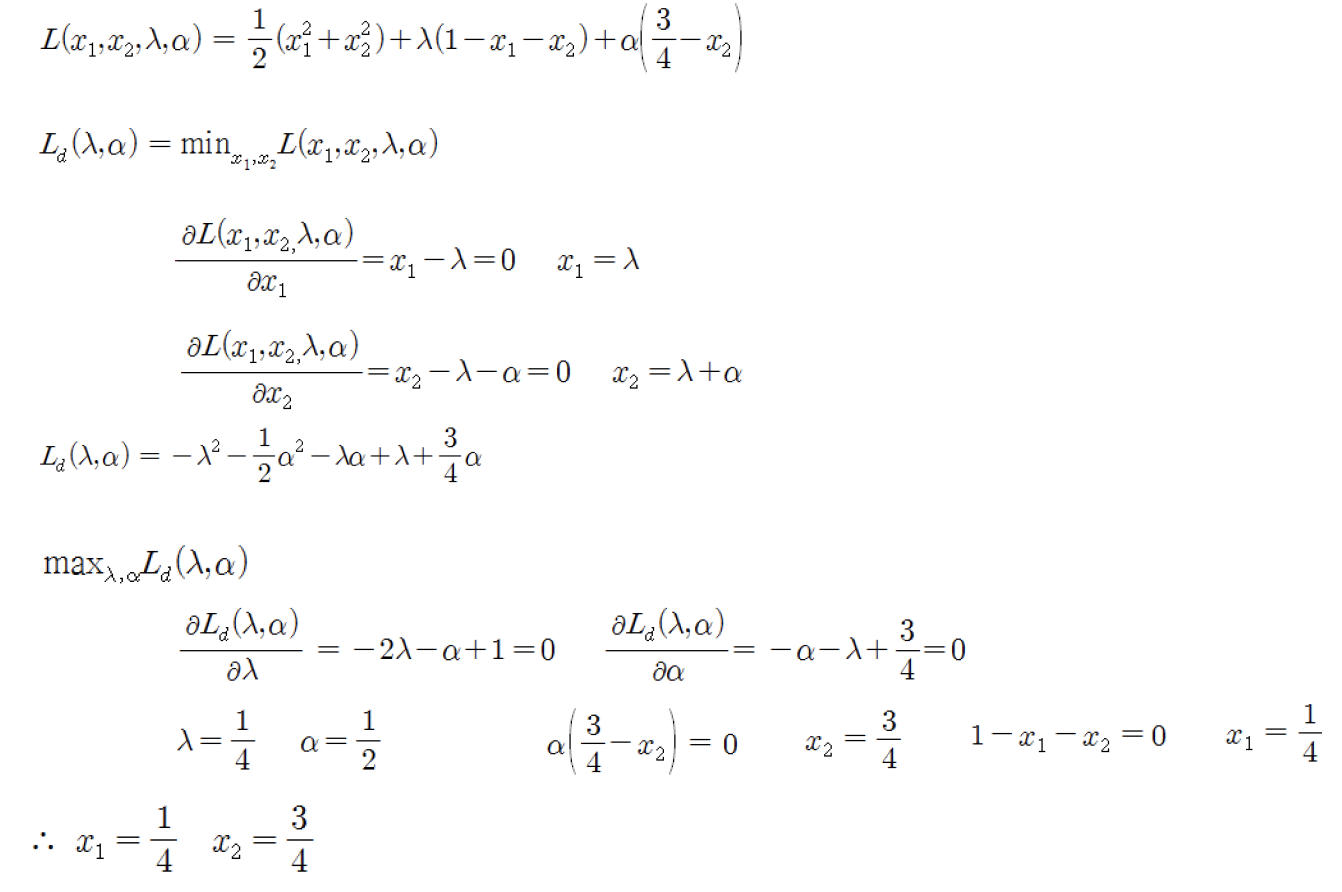 L(x₁,x₂,λ,α) = 1/2(x₁²+x₂²)+λ(1−x₁−x₂)+α(3/4−x₂)
L_d(λ,α) = min_{x₁,x₂}L(x₁,x₂,λ,α)
∂L(x₁,x₂,λ,α)/∂x₁=x₁−λ=0 x₁=λ
∂L(x₁,x₂,λ,α)/∂x₂=x₂−λ−α=0 x₂=λ+α
L_d(λ,α) = −λ²−1/2α²−λα+λ+3/4α
max_{λ,α}L_d(λ,α)
∂L_d(λ,α)/∂λ = −2λ−α+1=0 ∂L_d(λ,α)/∂α= −α−λ+3/4=0
λ=1/4 α=1/2 α(3/4−x₂) = 0 x₂=3/4 1−x₁−x₂=0 x₁=1/4
∴ x₁=1/4 x₂=3/4